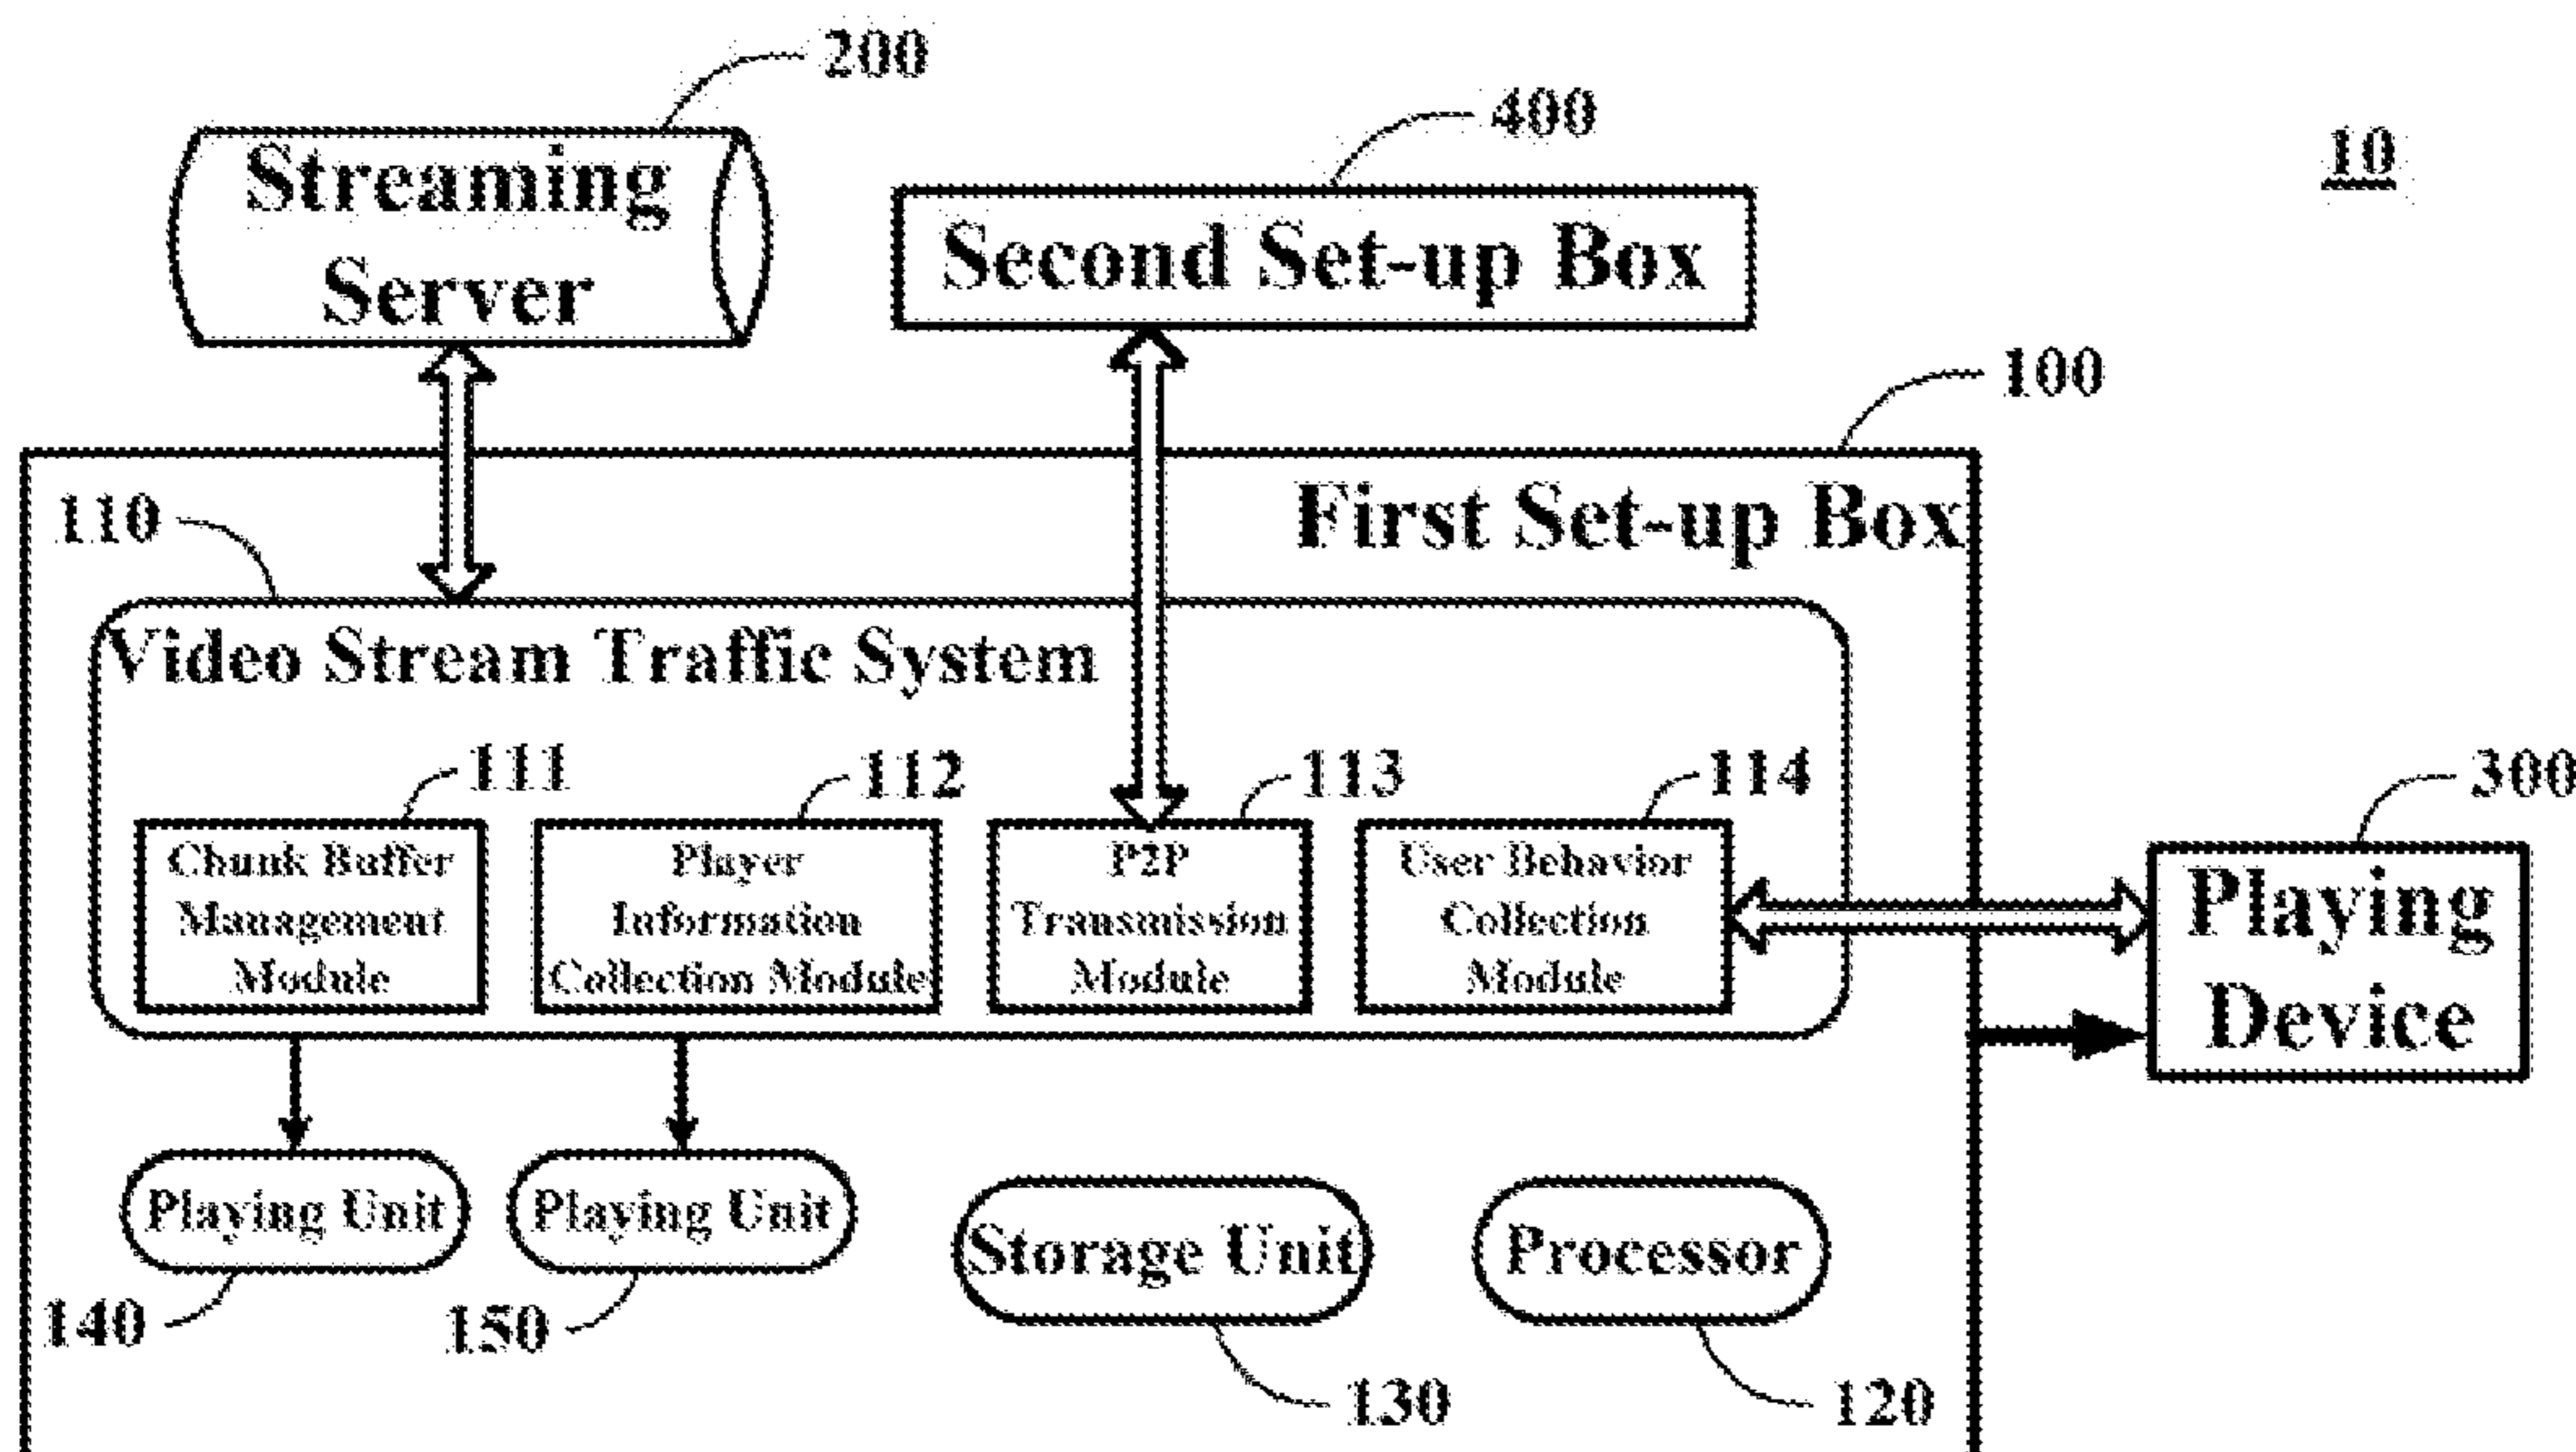 200
400
10
Streaming
Server
Second Set-up Box
100
First Set-up Box
110
Video Stream Traffic System
111
112
113
114
300
Chunk Buffer
Management
Module
Player
Information
Collection Module
P2P
Transmission
Module
User Behavior
Collection
Module
Playing
Device
Playing Unit
Playing Unit
Storage Unit
Processor
140
150
130
120